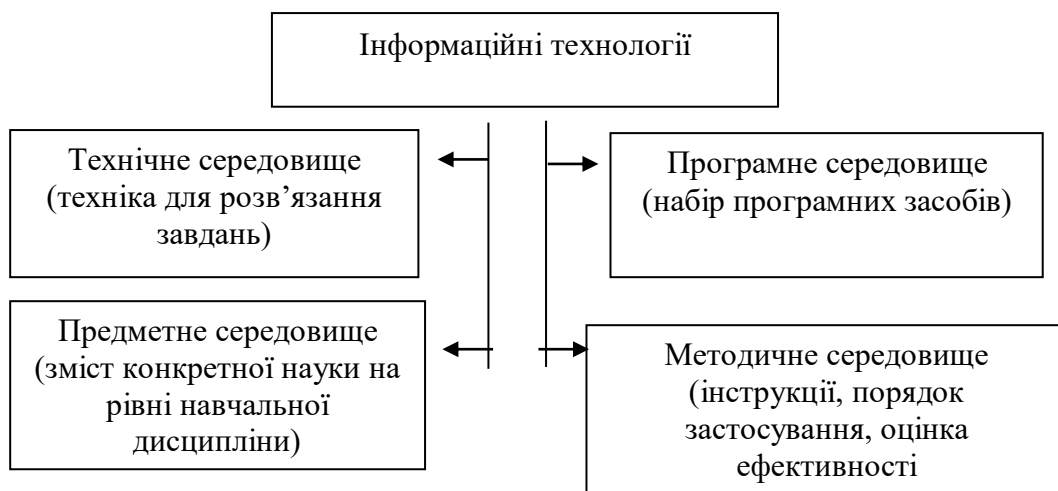 Інформаційні технології
Технічне середовище
(техніка для розв’язання
завдань)
Програмне середовище
(набір програмних засобів)
Предметне середовище
(зміст конкретної науки на
рівні навчальної
дисципліни)
Методичне середовище
(інструкції, порядок
застосування, оцінка
ефективності